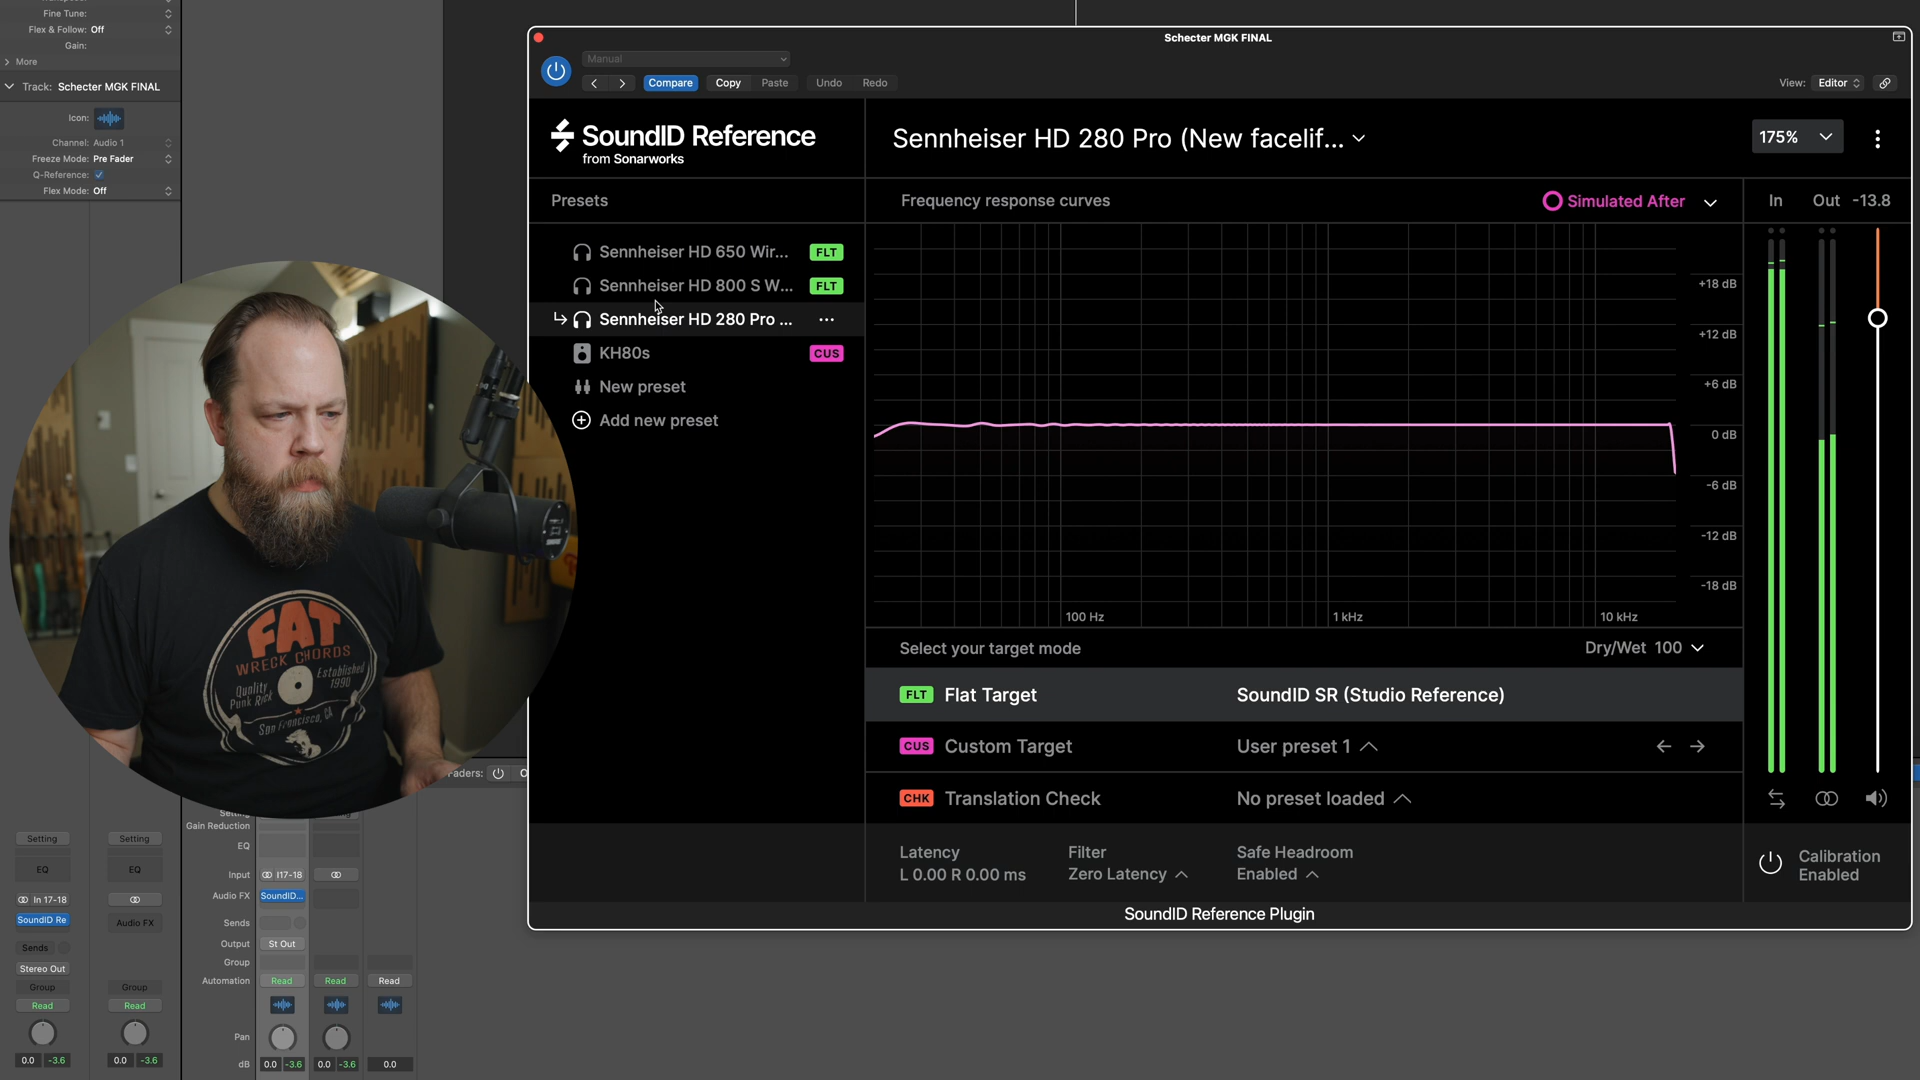 Fine Tune:
Flex & Follow: Off
Gain:
More
Track: Schecter MGK FINAL
Icon:
Channel: Audio 1
Freeze Mode: Pre Fader
Q-Reference:
Flex Mode: Off
Schecter MGK FINAL
Manual
Compare Copy Paste Undo Redo
View: Editor
SoundID Reference
from Sonarworks
Sennheiser HD 280 Pro (New facelif...
175%
Presets
Frequency response curves
Simulated After
In Out -13.8
Sennheiser HD 650 Wir... FLT
Sennheiser HD 800 S W... FLT
Sennheiser HD 280 Pro ... ...
KH80s CUS
New preset
Add new preset
+18 dB
+12 dB
+6 dB
0 dB
-6 dB
-12 dB
-18 dB
100 Hz 1 kHz 10 kHz
Select your target mode
Dry/Wet 100
FLT Flat Target SoundID SR (Studio Reference)
CUS Custom Target User preset 1
CHK Translation Check No preset loaded
Latency
L 0.00 R 0.00 ms
Filter
Zero Latency
Safe Headroom
Enabled
Calibration
Enabled
SoundID Reference Plugin
FAT
WRECK CHORDS
Quality
Punk Rock
Established
1990
San Francisco, CA
Faders:
Setting Setting
Gain Reduction
EQ EQ EQ
Input I17-18
In 17-18
Audio FX SoundID...
SoundID Re Audio FX
Sends
Sends
Output St Out
Stereo Out
Group
Group Group
Automation Read Read Read
Read Read
Pan
dB 0.0 -3.6 0.0 -3.6 0.0
0.0 -3.6 0.0 -3.6